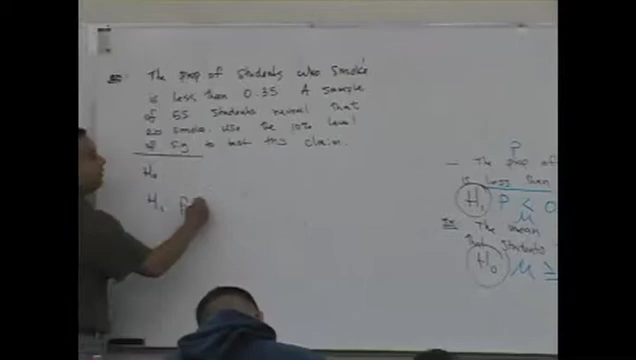 Ex: The prop of students who smoke
is less than 0.35 A sample
of 55 students reveal that
20 smoke. Use the 10% level
of sig to test this claim.
H₀
H₁ p
P
— The prop of
is less than
H₁ P < 0
μ
Ex The mean
that students
H₀ μ ≥